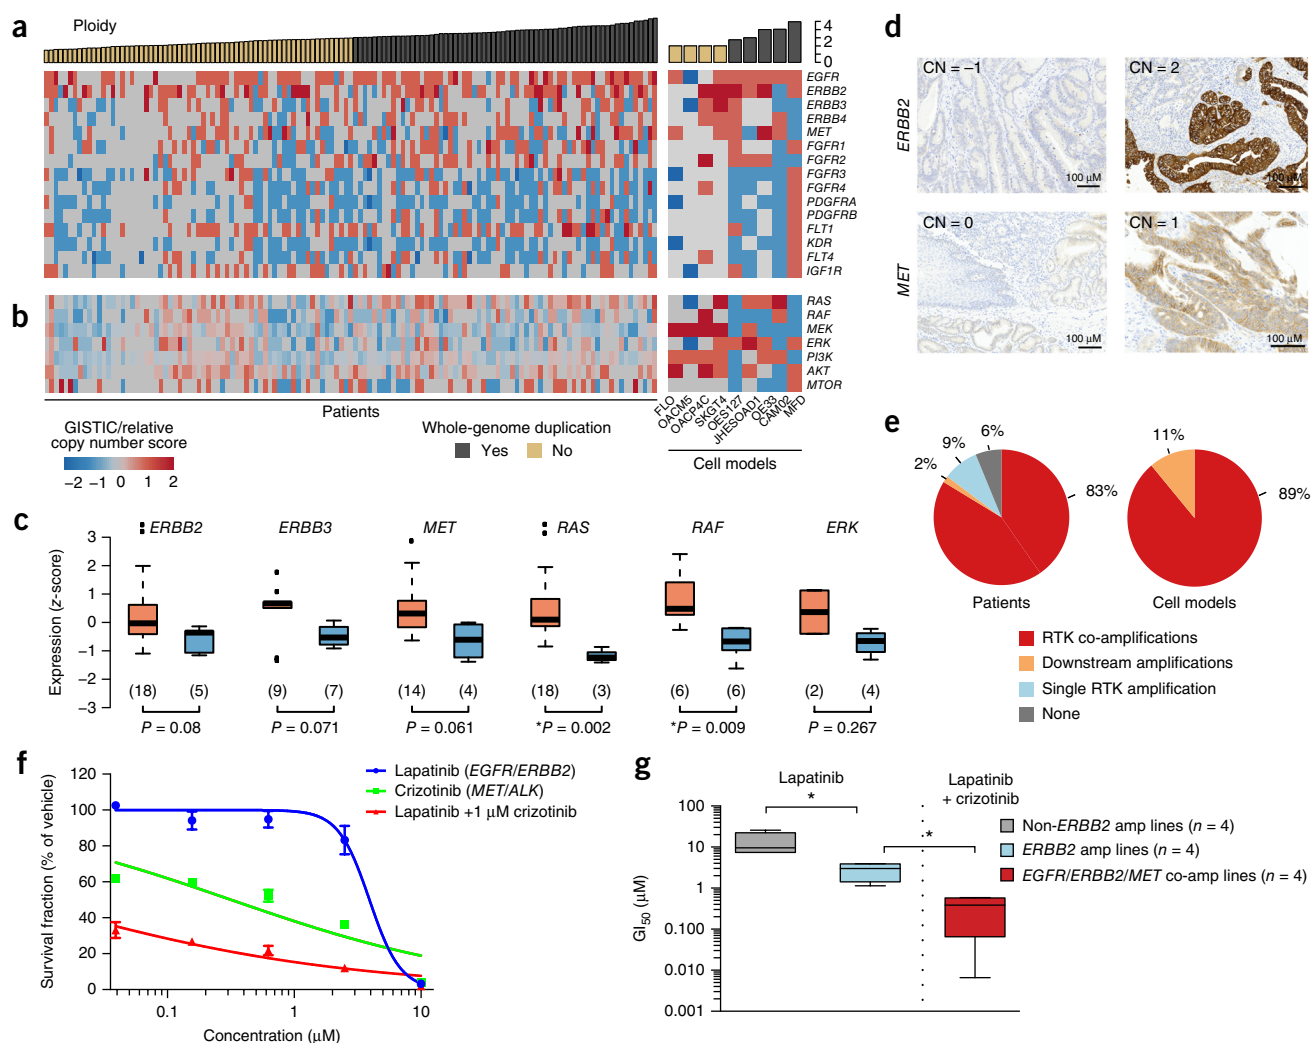 a
Ploidy
4
2
0
EGFR
ERBB2
ERBB3
ERBB4
MET
FGFR1
FGFR2
FGFR3
FGFR4
PDGFRA
PDGFRB
FLT1
KDR
FLT4
IGF1R
b
RAS
RAF
MEK
ERK
PI3K
AKT
MTOR
Patients
FLO
OACM5
OACP4C
SKGT4
OES127
JHESOAD1
OE33
CAM02
MFD
Cell models
GISTIC/relative
copy number score
−2 −1 0 1 2
Whole-genome duplication
Yes No
c
Expression (z-score)
3
2
1
0
−1
−2
−3
ERBB2 ERBB3 MET RAS RAF ERK
(18) (5) (9) (7) (14) (4) (18) (3) (6) (6) (2) (4)
P = 0.08 P = 0.071 P = 0.061 *P = 0.002 *P = 0.009 P = 0.267
d
ERBB2
CN = –1
100 µM
CN = 2
100 µM
MET
CN = 0
100 µM
CN = 1
100 µM
e
6%
9%
2%
83%
Patients
11%
89%
Cell models
RTK co-amplifications
Downstream amplifications
Single RTK amplification
None
f
Survival fraction (% of vehicle)
120
100
80
60
40
20
0
0.1 1 10
Concentration (µM)
Lapatinib (EGFR/ERBB2)
Crizotinib (MET/ALK)
Lapatinib +1 µM crizotinib
g
Lapatinib
Lapatinib
+ crizotinib
* *
GI50 (µM)
100
10
1
0.100
0.010
0.001
Non-ERBB2 amp lines (n = 4)
ERBB2 amp lines (n = 4)
EGFR/ERBB2/MET co-amp lines (n = 4)